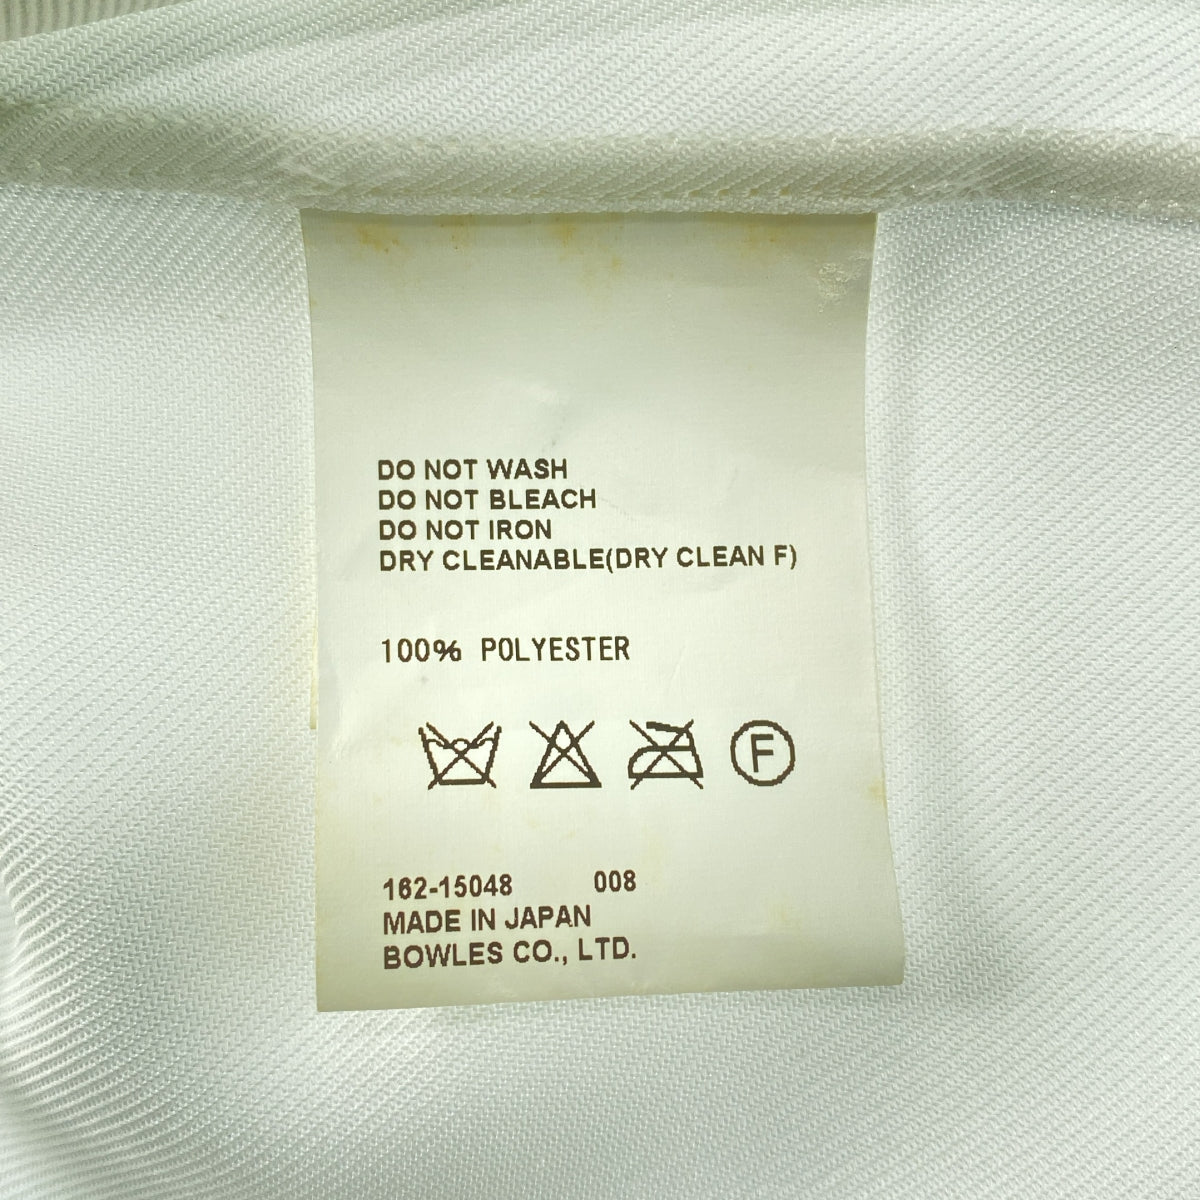 DO NOT WASH
DO NOT BLEACH
DO NOT IRON
DRY CLEANABLE(DRY CLEAN F)
100% POLYESTER
F
162-15048 008
MADE IN JAPAN
BOWLES CO., LTD.